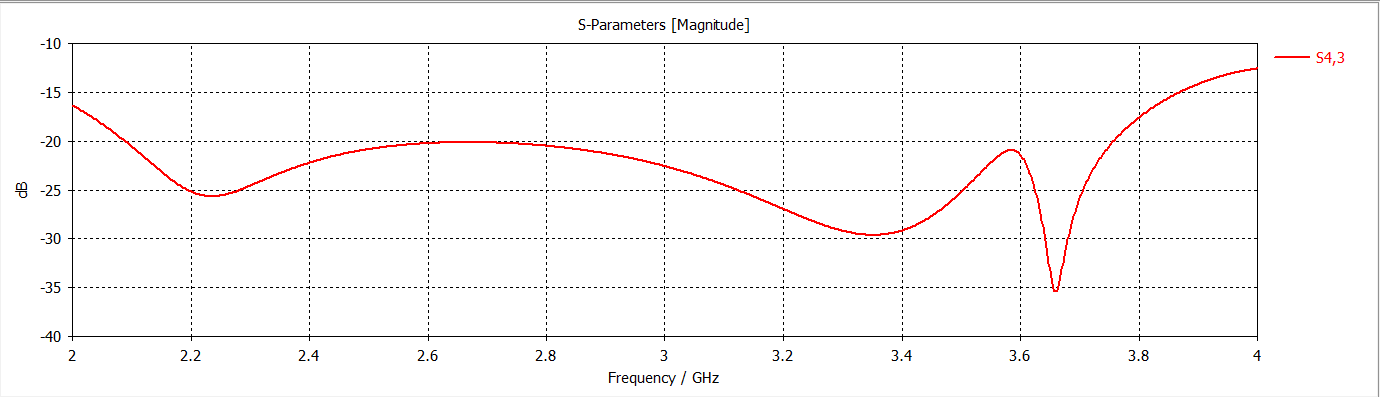 S-Parameters [Magnitude]
S4,3
dB
-10
-15
-20
-25
-30
-35
-40
2 2.2 2.4 2.6 2.8 3 3.2 3.4 3.6 3.8 4
Frequency / GHz